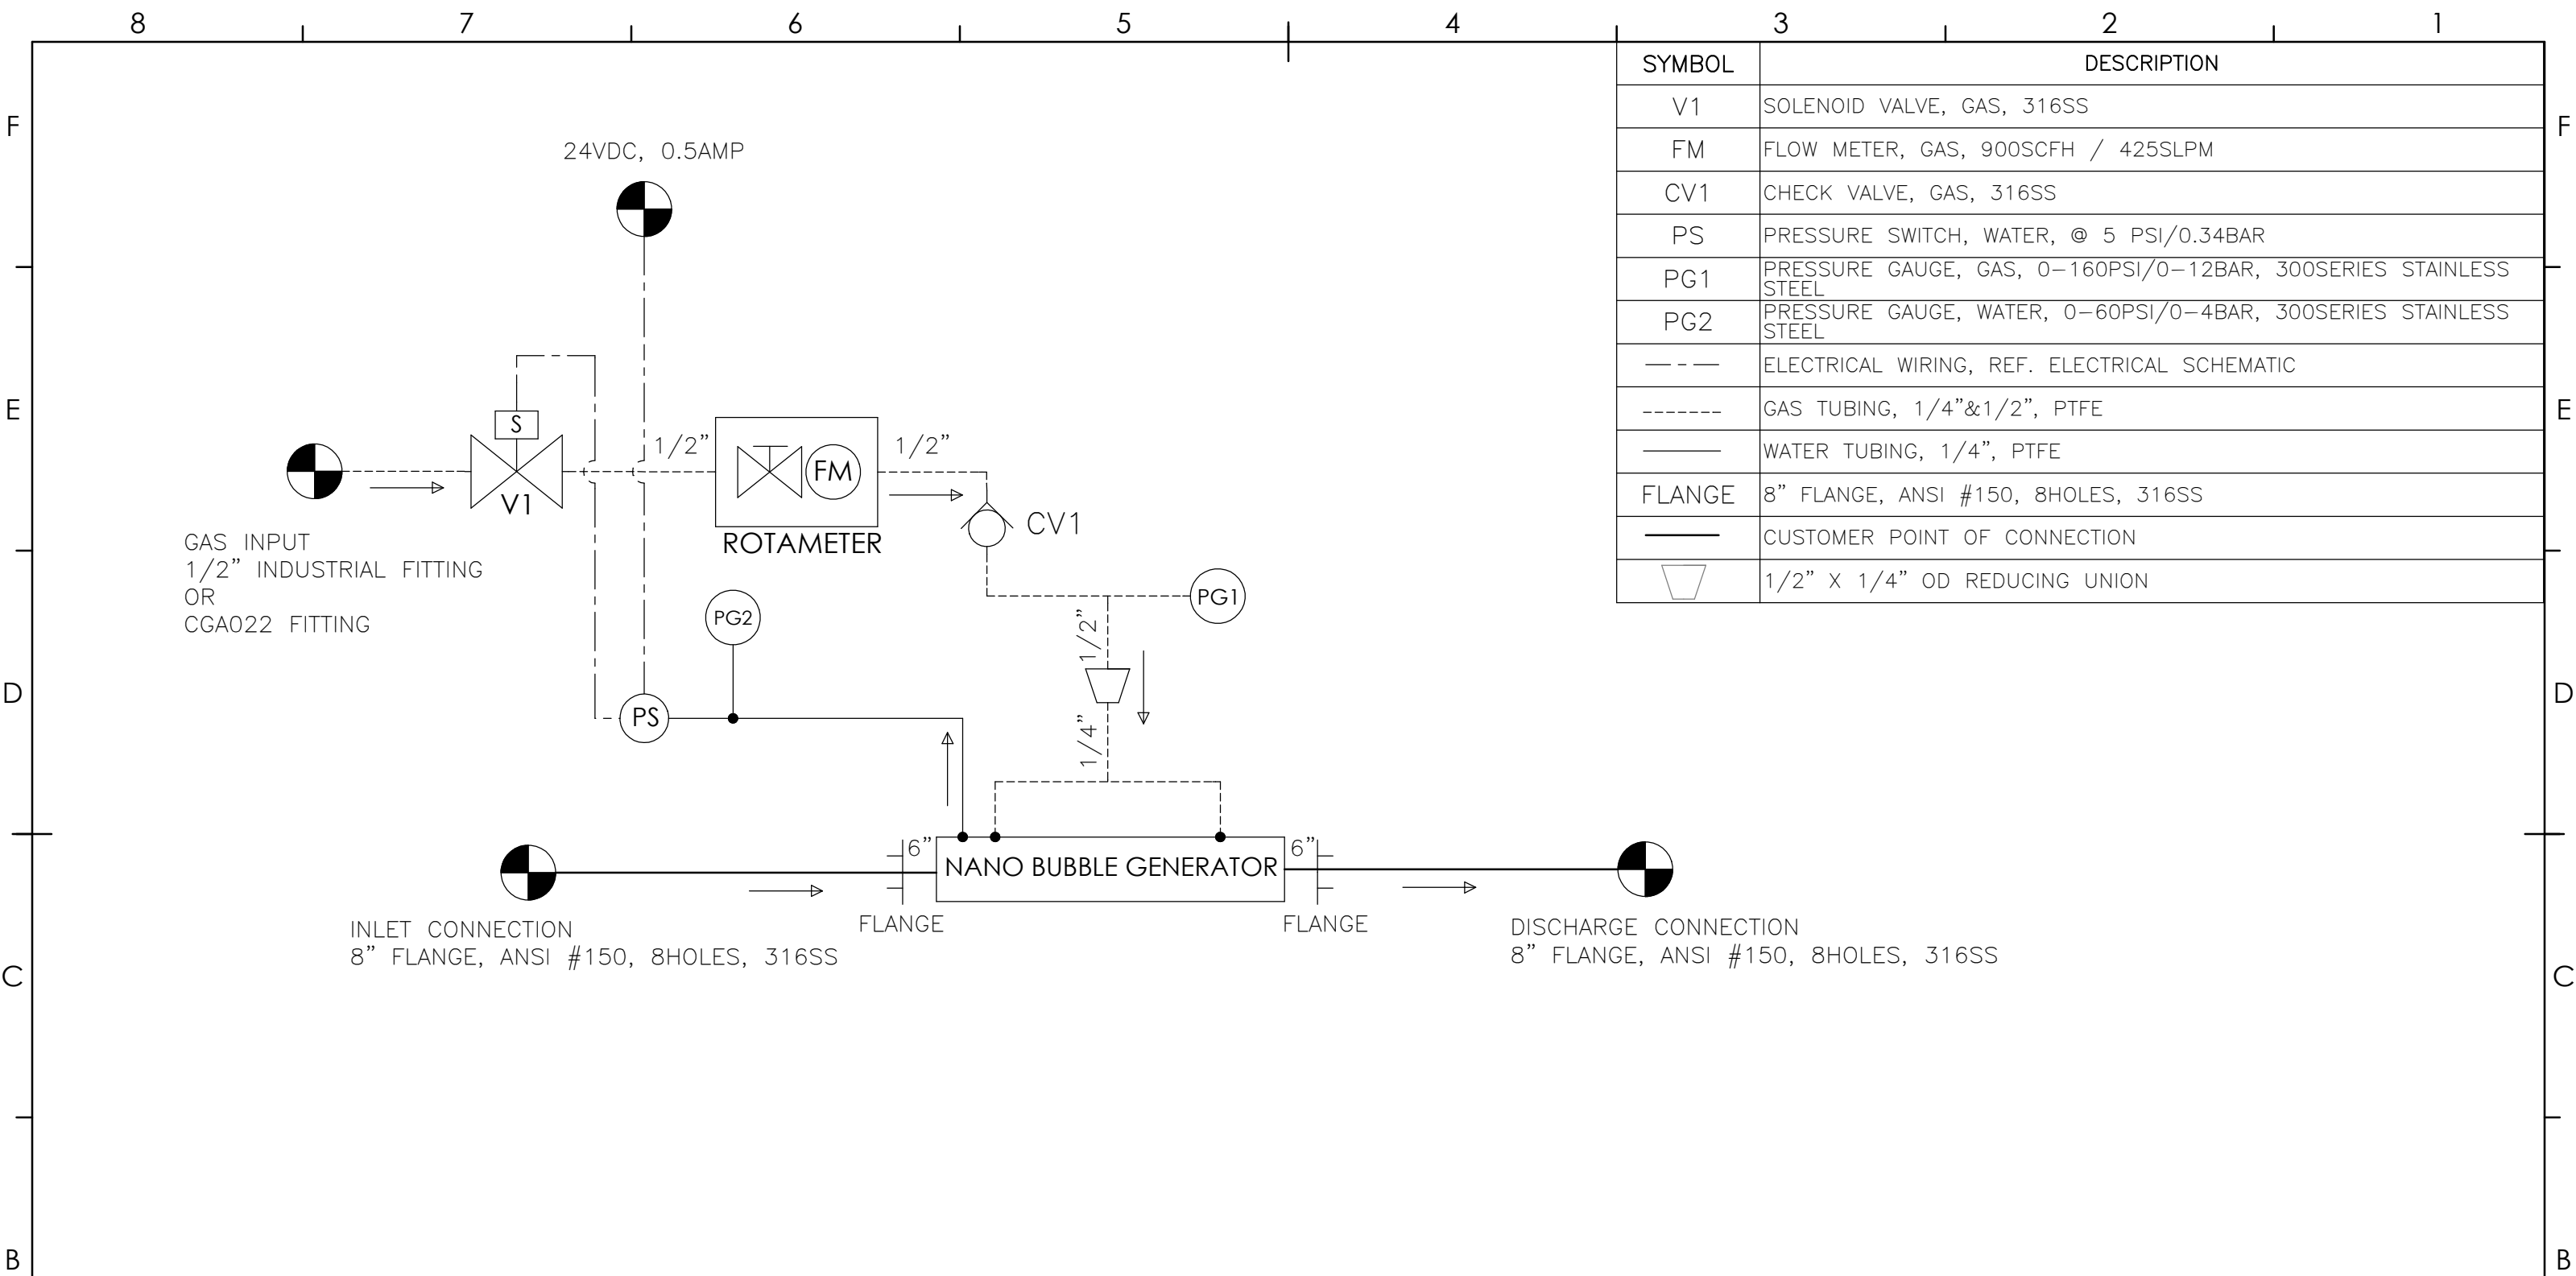 8 7 6 5 4 3 2 1
SYMBOL DESCRIPTION
V1 SOLENOID VALVE, GAS, 316SS
F F
FM FLOW METER, GAS, 900SCFH / 425SLPM
CV1 CHECK VALVE, GAS, 316SS
PS PRESSURE SWITCH, WATER, @ 5 PSI/0.34BAR
PG1 PRESSURE GAUGE, GAS, 0-160PSI/0-12BAR, 300SERIES STAINLESS
STEEL
PG2 PRESSURE GAUGE, WATER, 0-60PSI/0-4BAR, 300SERIES STAINLESS
STEEL
ELECTRICAL WIRING, REF. ELECTRICAL SCHEMATIC
GAS TUBING, 1/4"&1/2", PTFE
WATER TUBING, 1/4", PTFE
FLANGE 8" FLANGE, ANSI #150, 8HOLES, 316SS
CUSTOMER POINT OF CONNECTION
1/2" X 1/4" OD REDUCING UNION
24VDC, 0.5AMP
E E
S
V1
1/2"
FM
ROTAMETER
1/2"
CV1
GAS INPUT
1/2" INDUSTRIAL FITTING
OR
CGA022 FITTING
PG2
PG1
1/2"
D D
PS
1/4"
6" NANO BUBBLE GENERATOR 6"
FLANGE FLANGE
INLET CONNECTION
8" FLANGE, ANSI #150, 8HOLES, 316SS
DISCHARGE CONNECTION
8" FLANGE, ANSI #150, 8HOLES, 316SS
C C
B B